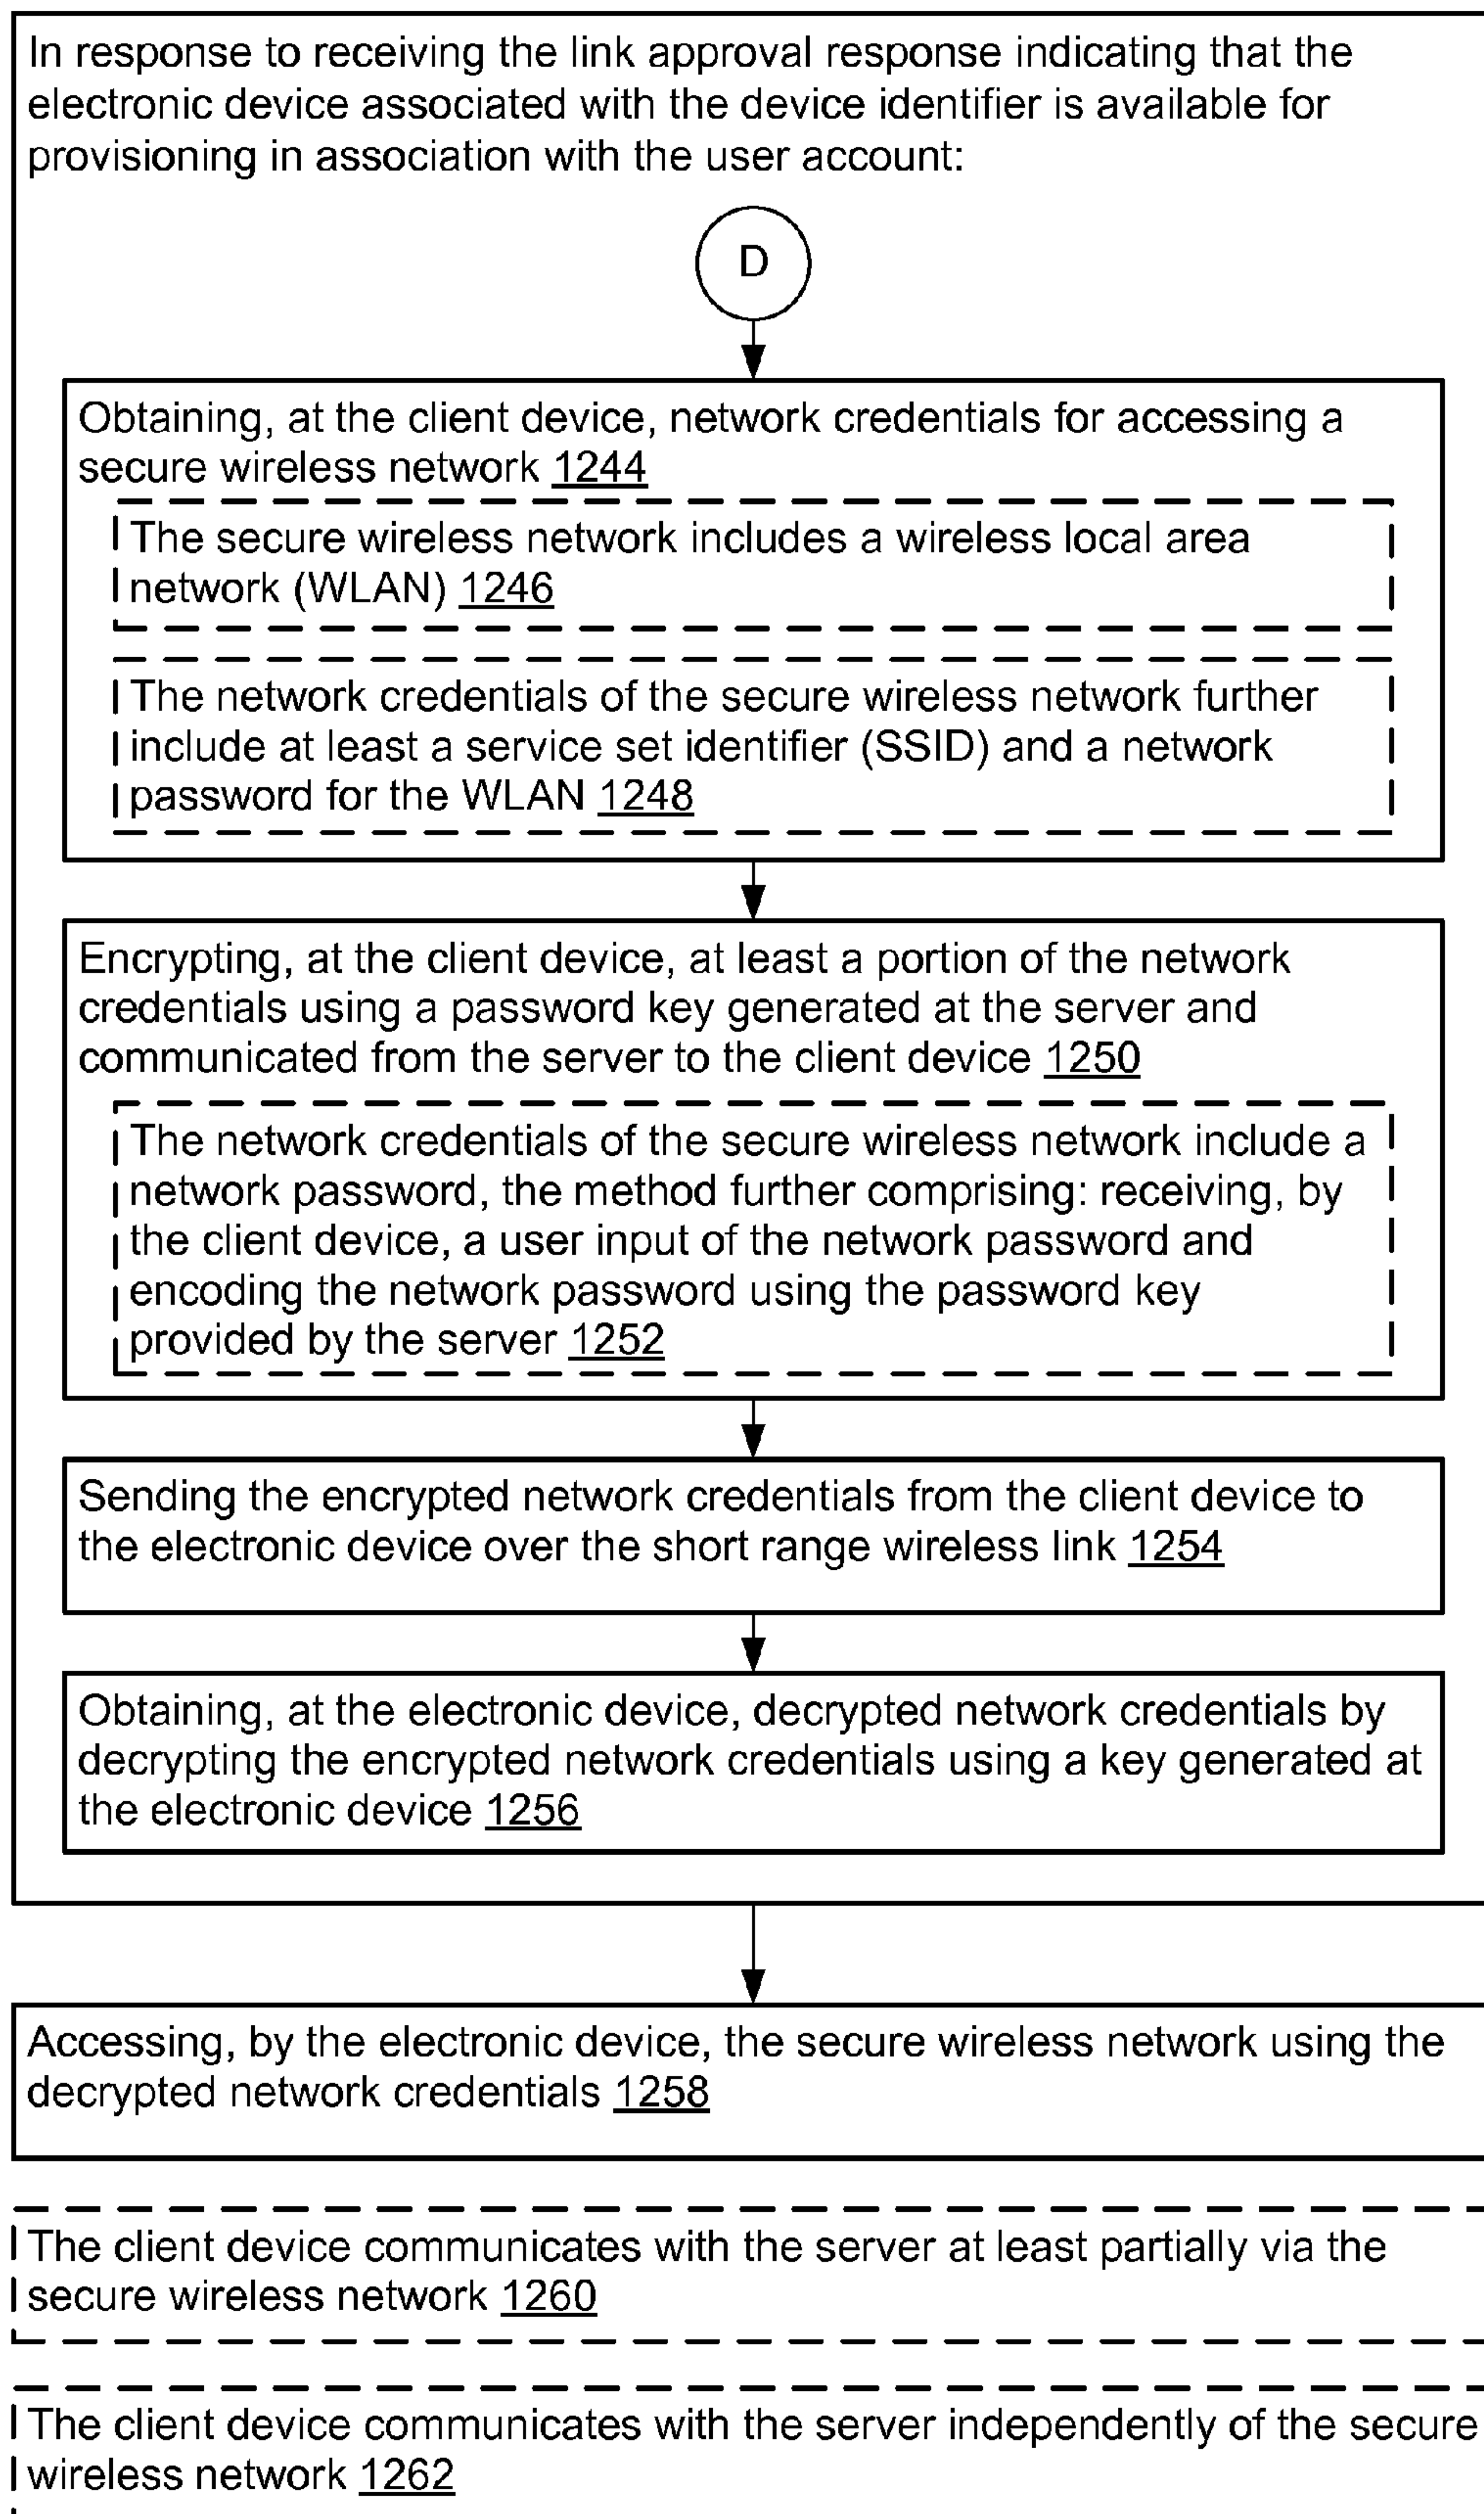 In response to receiving the link approval response indicating that the
electronic device associated with the device identifier is available for
provisioning in association with the user account:
D
Obtaining, at the client device, network credentials for accessing a
secure wireless network 1244
The secure wireless network includes a wireless local area
network (WLAN) 1246
The network credentials of the secure wireless network further
include at least a service set identifier (SSID) and a network
password for the WLAN 1248
Encrypting, at the client device, at least a portion of the network
credentials using a password key generated at the server and
communicated from the server to the client device 1250
The network credentials of the secure wireless network include a
network password, the method further comprising: receiving, by
the client device, a user input of the network password and
encoding the network password using the password key
provided by the server 1252
Sending the encrypted network credentials from the client device to
the electronic device over the short range wireless link 1254
Obtaining, at the electronic device, decrypted network credentials by
decrypting the encrypted network credentials using a key generated at
the electronic device 1256
Accessing, by the electronic device, the secure wireless network using the
decrypted network credentials 1258
The client device communicates with the server at least partially via the
secure wireless network 1260
The client device communicates with the server independently of the secure
wireless network 1262